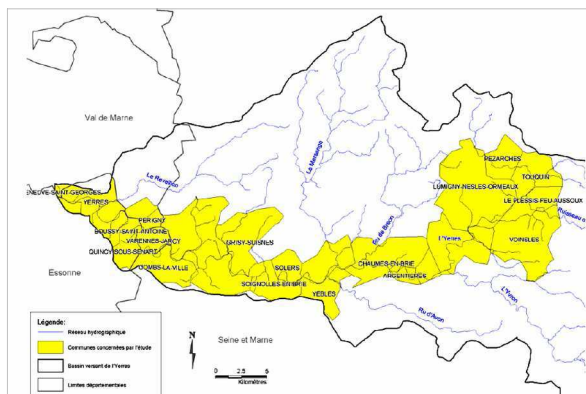 Val de Marne
PEZARCHES
TOUQUIN
LUMIGNY-NESLES-ORMEAUX
LE PLESSIS-FEU-AUSSOUX
Le Réveillon
La Marsange
NEUVE-SAINT-GEORGES
YERRES
PERIGNY
BOUSSY-SAINT-ANTOINE
VARENNES-JARCY
QUINCY-SOUS-SENART
COMBS-LA-VILLE
GRISY-SUISNES
SOLERS
SOIGNOLLES-EN-BRIE
YEBLES
Ru de Bréon
CHAUMES-EN-BRIE
ARGENTIERES
L'Yerres
VOINSLES
Essonne
Ru d'Avon
L'Yvron
Seine et Marne
Légende:
Réseau hydrographique
Communes concernées par l'étude
Bassin versant de l'Yerres
Limites départementales
N
0 2.5 5
Kilomètres